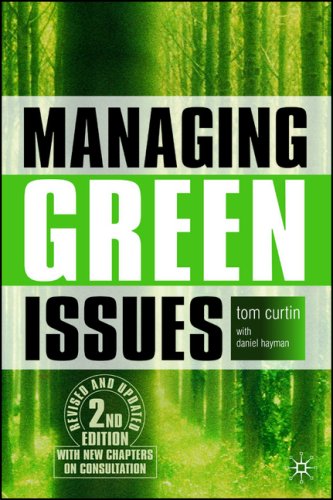 MANAGING
GREEN
ISSUES
tom curtin
with
daniel hayman
REVISED AND UPDATED
2ND
EDITION
WITH NEW CHAPTERS
ON CONSULTATION